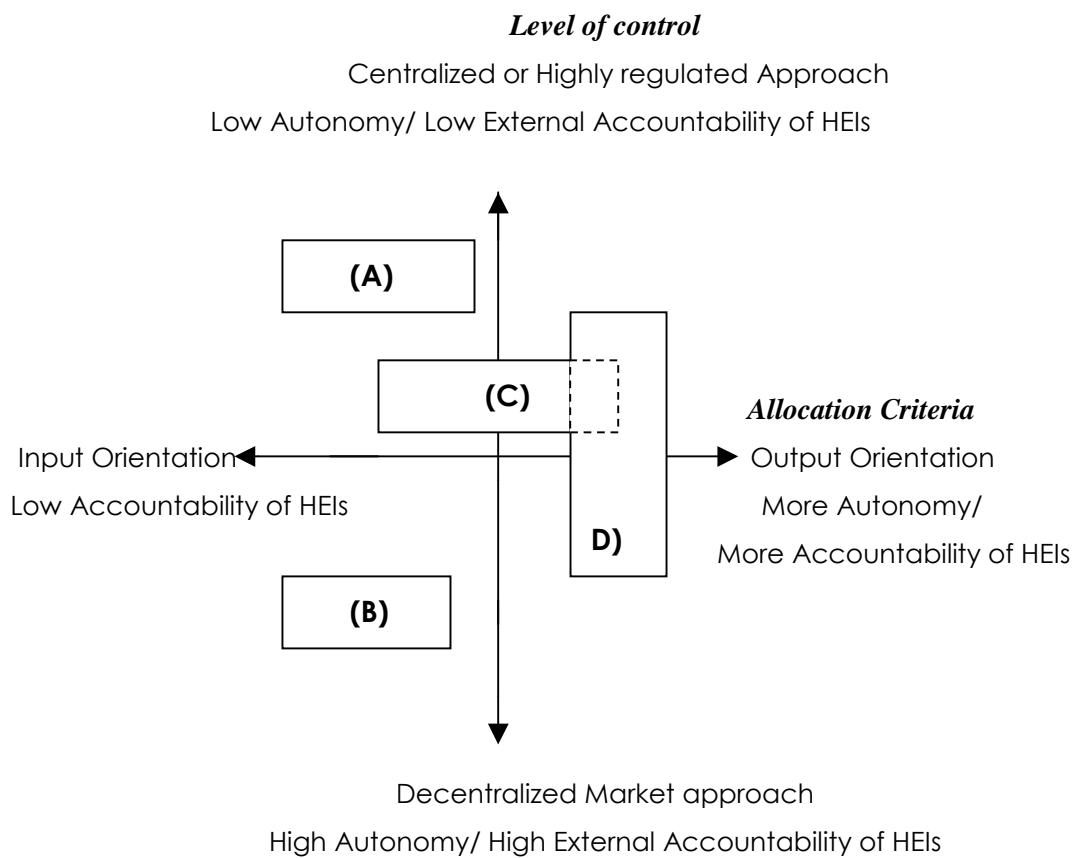 Level of control
Centralized or Highly regulated Approach
Low Autonomy/ Low External Accountability of HEIs
(A)
(C)
Allocation Criteria
Input Orientation
Output Orientation
Low Accountability of HEIs
More Autonomy/
D)
More Accountability of HEIs
(B)
Decentralized Market approach
High Autonomy/ High External Accountability of HEIs